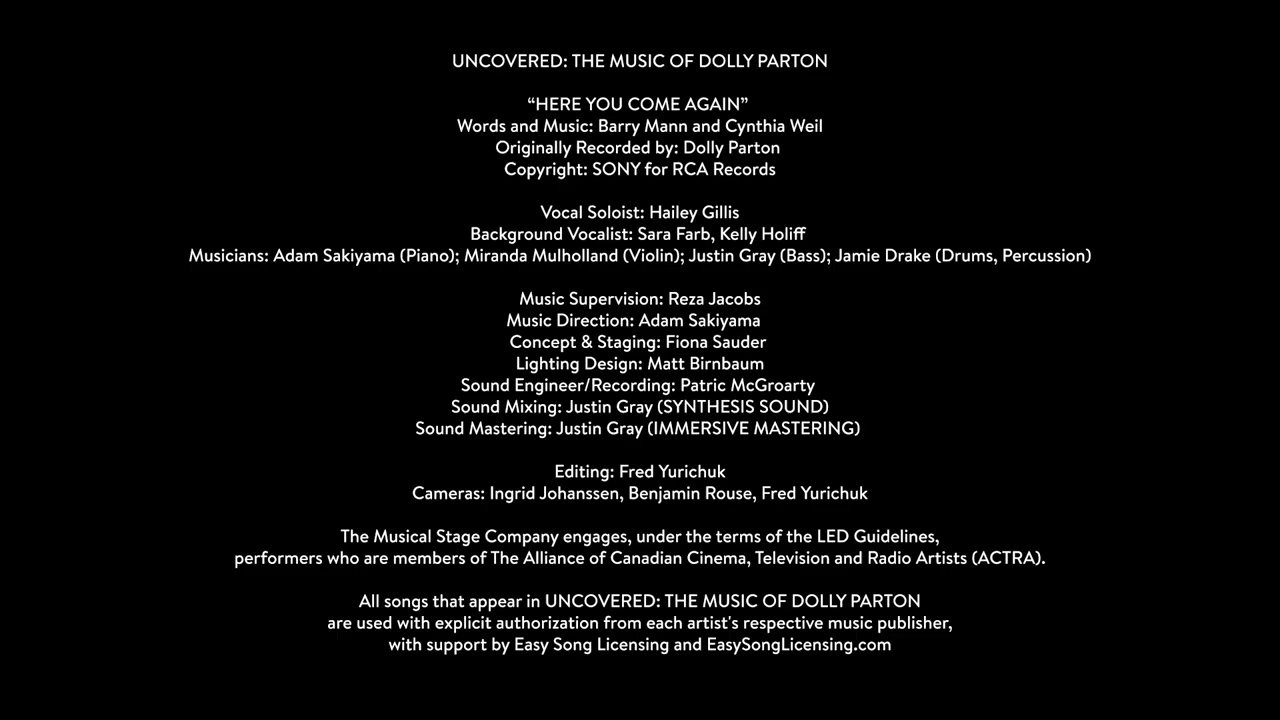 UNCOVERED: THE MUSIC OF DOLLY PARTON
“HERE YOU COME AGAIN”
Words and Music: Barry Mann and Cynthia Weil
Originally Recorded by: Dolly Parton
Copyright: SONY for RCA Records
Vocal Soloist: Hailey Gillis
Background Vocalist: Sara Farb, Kelly Holiff
Musicians: Adam Sakiyama (Piano); Miranda Mulholland (Violin); Justin Gray (Bass); Jamie Drake (Drums, Percussion)
Music Supervision: Reza Jacobs
Music Direction: Adam Sakiyama
Concept & Staging: Fiona Sauder
Lighting Design: Matt Birnbaum
Sound Engineer/Recording: Patric McGroarty
Sound Mixing: Justin Gray (SYNTHESIS SOUND)
Sound Mastering: Justin Gray (IMMERSIVE MASTERING)
Editing: Fred Yurichuk
Cameras: Ingrid Johanssen, Benjamin Rouse, Fred Yurichuk
The Musical Stage Company engages, under the terms of the LED Guidelines,
performers who are members of The Alliance of Canadian Cinema, Television and Radio Artists (ACTRA).
All songs that appear in UNCOVERED: THE MUSIC OF DOLLY PARTON
are used with explicit authorization from each artist's respective music publisher,
with support by Easy Song Licensing and EasySongLicensing.com